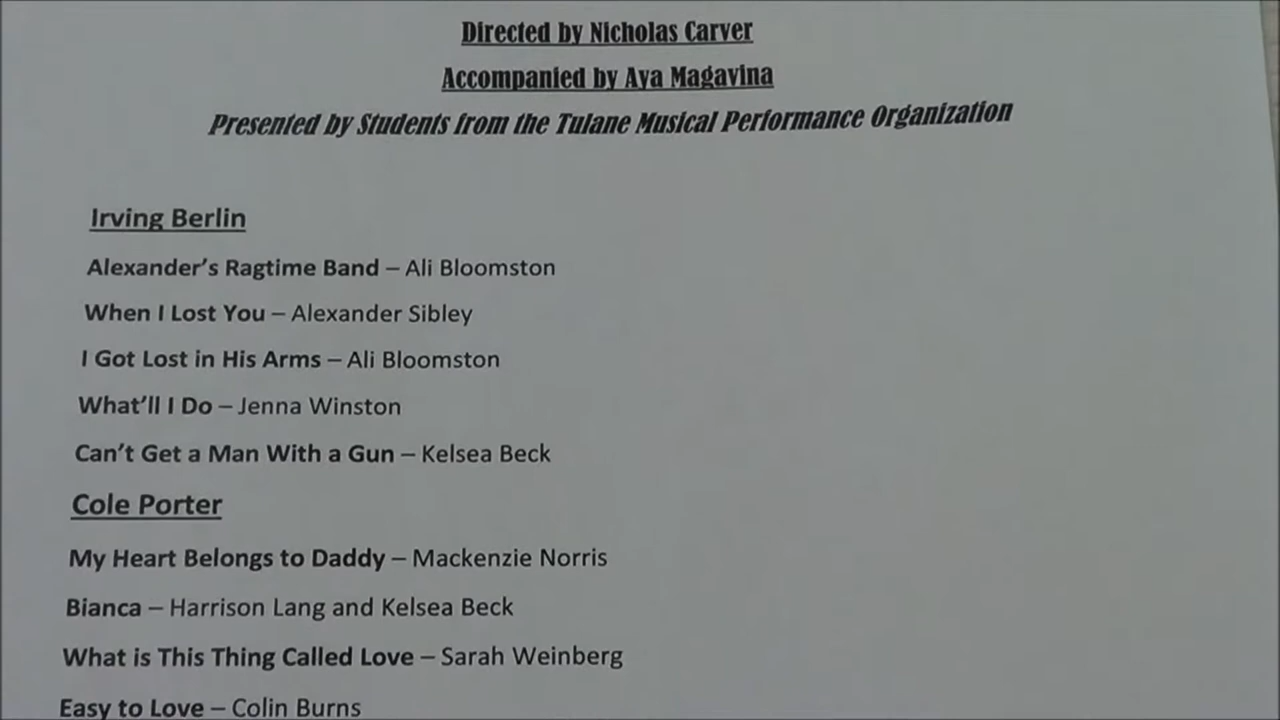 Directed by Nicholas Carver
Accompanied by Aya Magavina
Presented by Students from the Tulane Musical Performance Organization
Irving Berlin
Alexander’s Ragtime Band – Ali Bloomston
When I Lost You – Alexander Sibley
I Got Lost in His Arms – Ali Bloomston
What’ll I Do – Jenna Winston
Can’t Get a Man With a Gun – Kelsea Beck
Cole Porter
My Heart Belongs to Daddy – Mackenzie Norris
Bianca – Harrison Lang and Kelsea Beck
What is This Thing Called Love – Sarah Weinberg
Easy to Love – Colin Burns